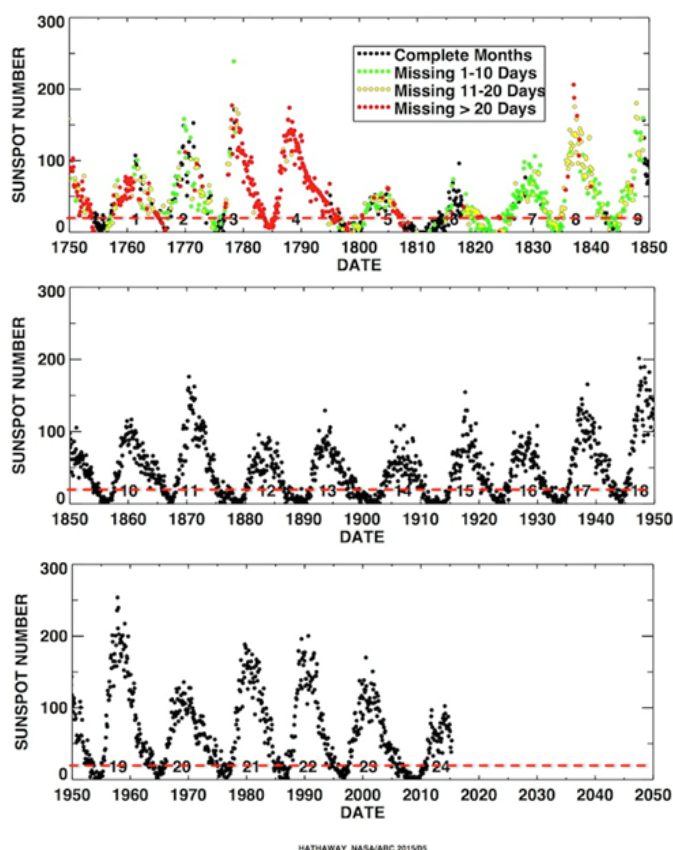 300
200
100
0
SUNSPOT NUMBER
Complete Months
Missing 1-10 Days
Missing 11-20 Days
Missing > 20 Days
1 2 3 4 5 6 7 8 9
1750 1760 1770 1780 1790 1800 1810 1820 1830 1840 1850
DATE
300
200
100
0
SUNSPOT NUMBER
10 11 12 13 14 15 16 17 18
1850 1860 1870 1880 1890 1900 1910 1920 1930 1940 1950
DATE
300
200
100
0
SUNSPOT NUMBER
19 20 21 22 23 24
1950 1960 1970 1980 1990 2000 2010 2020 2030 2040 2050
DATE
HATHAWAY NASA/ARC 2015/05